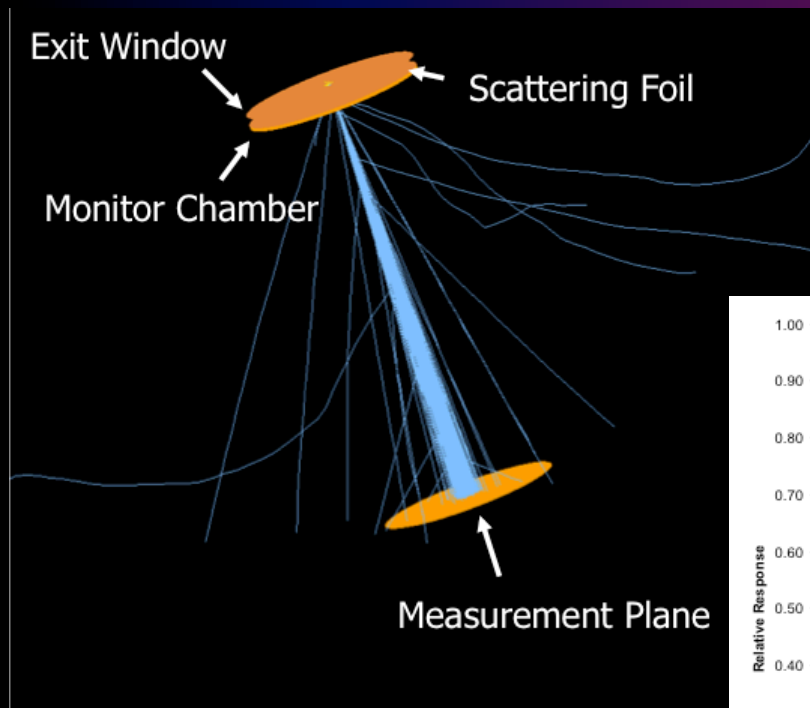 Exit Window
Scattering Foil
Monitor Chamber
Measurement Plane
1.00
0.90
0.80
0.70
0.60
0.50
0.40
Relative Response